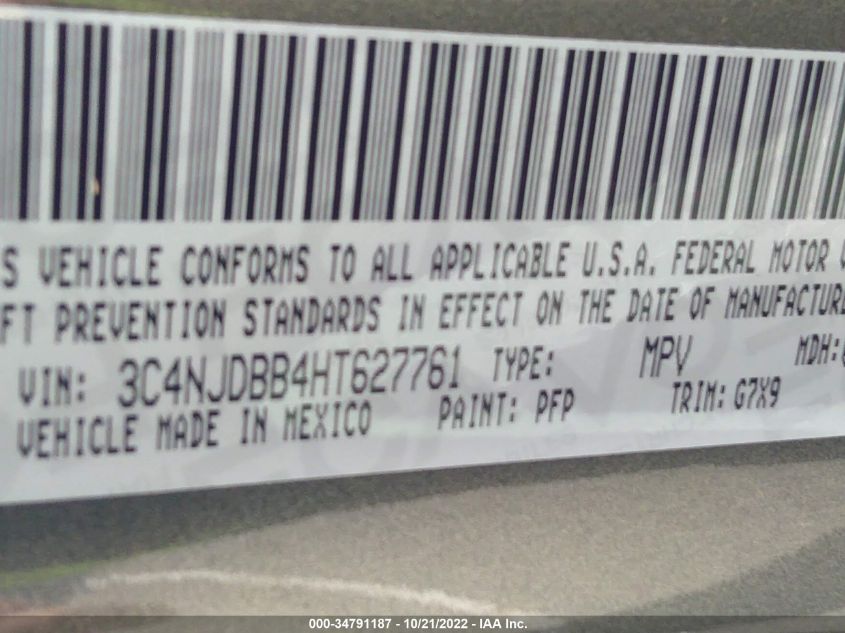 S VEHICLE CONFORMS TO ALL APPLICABLE U.S.A. FEDERAL MOTOR
FT PREVENTION STANDARDS IN EFFECT ON THE DATE OF MANUFACTURE
VIN: 3C4NJDBB4HT627761 TYPE: MPV MDH:
VEHICLE MADE IN MEXICO PAINT: PFP TRIM: G7X9
000-34791187 - 10/21/2022 - IAA Inc.